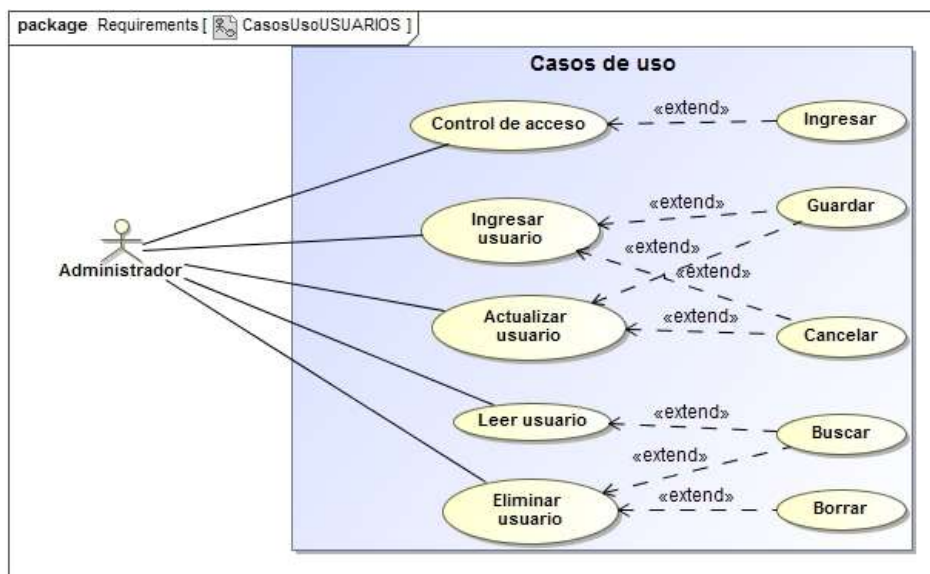 package Requirements [ CasosUsoUSUARIOS ]
Casos de uso
Control de acceso
«extend»
Ingresar
Ingresar
usuario
«extend»
Guardar
«extend»
«extend»
Administrador
Actualizar
usuario
«extend»
Cancelar
Leer usuario
«extend»
Buscar
«extend»
Eliminar
usuario
«extend»
Borrar